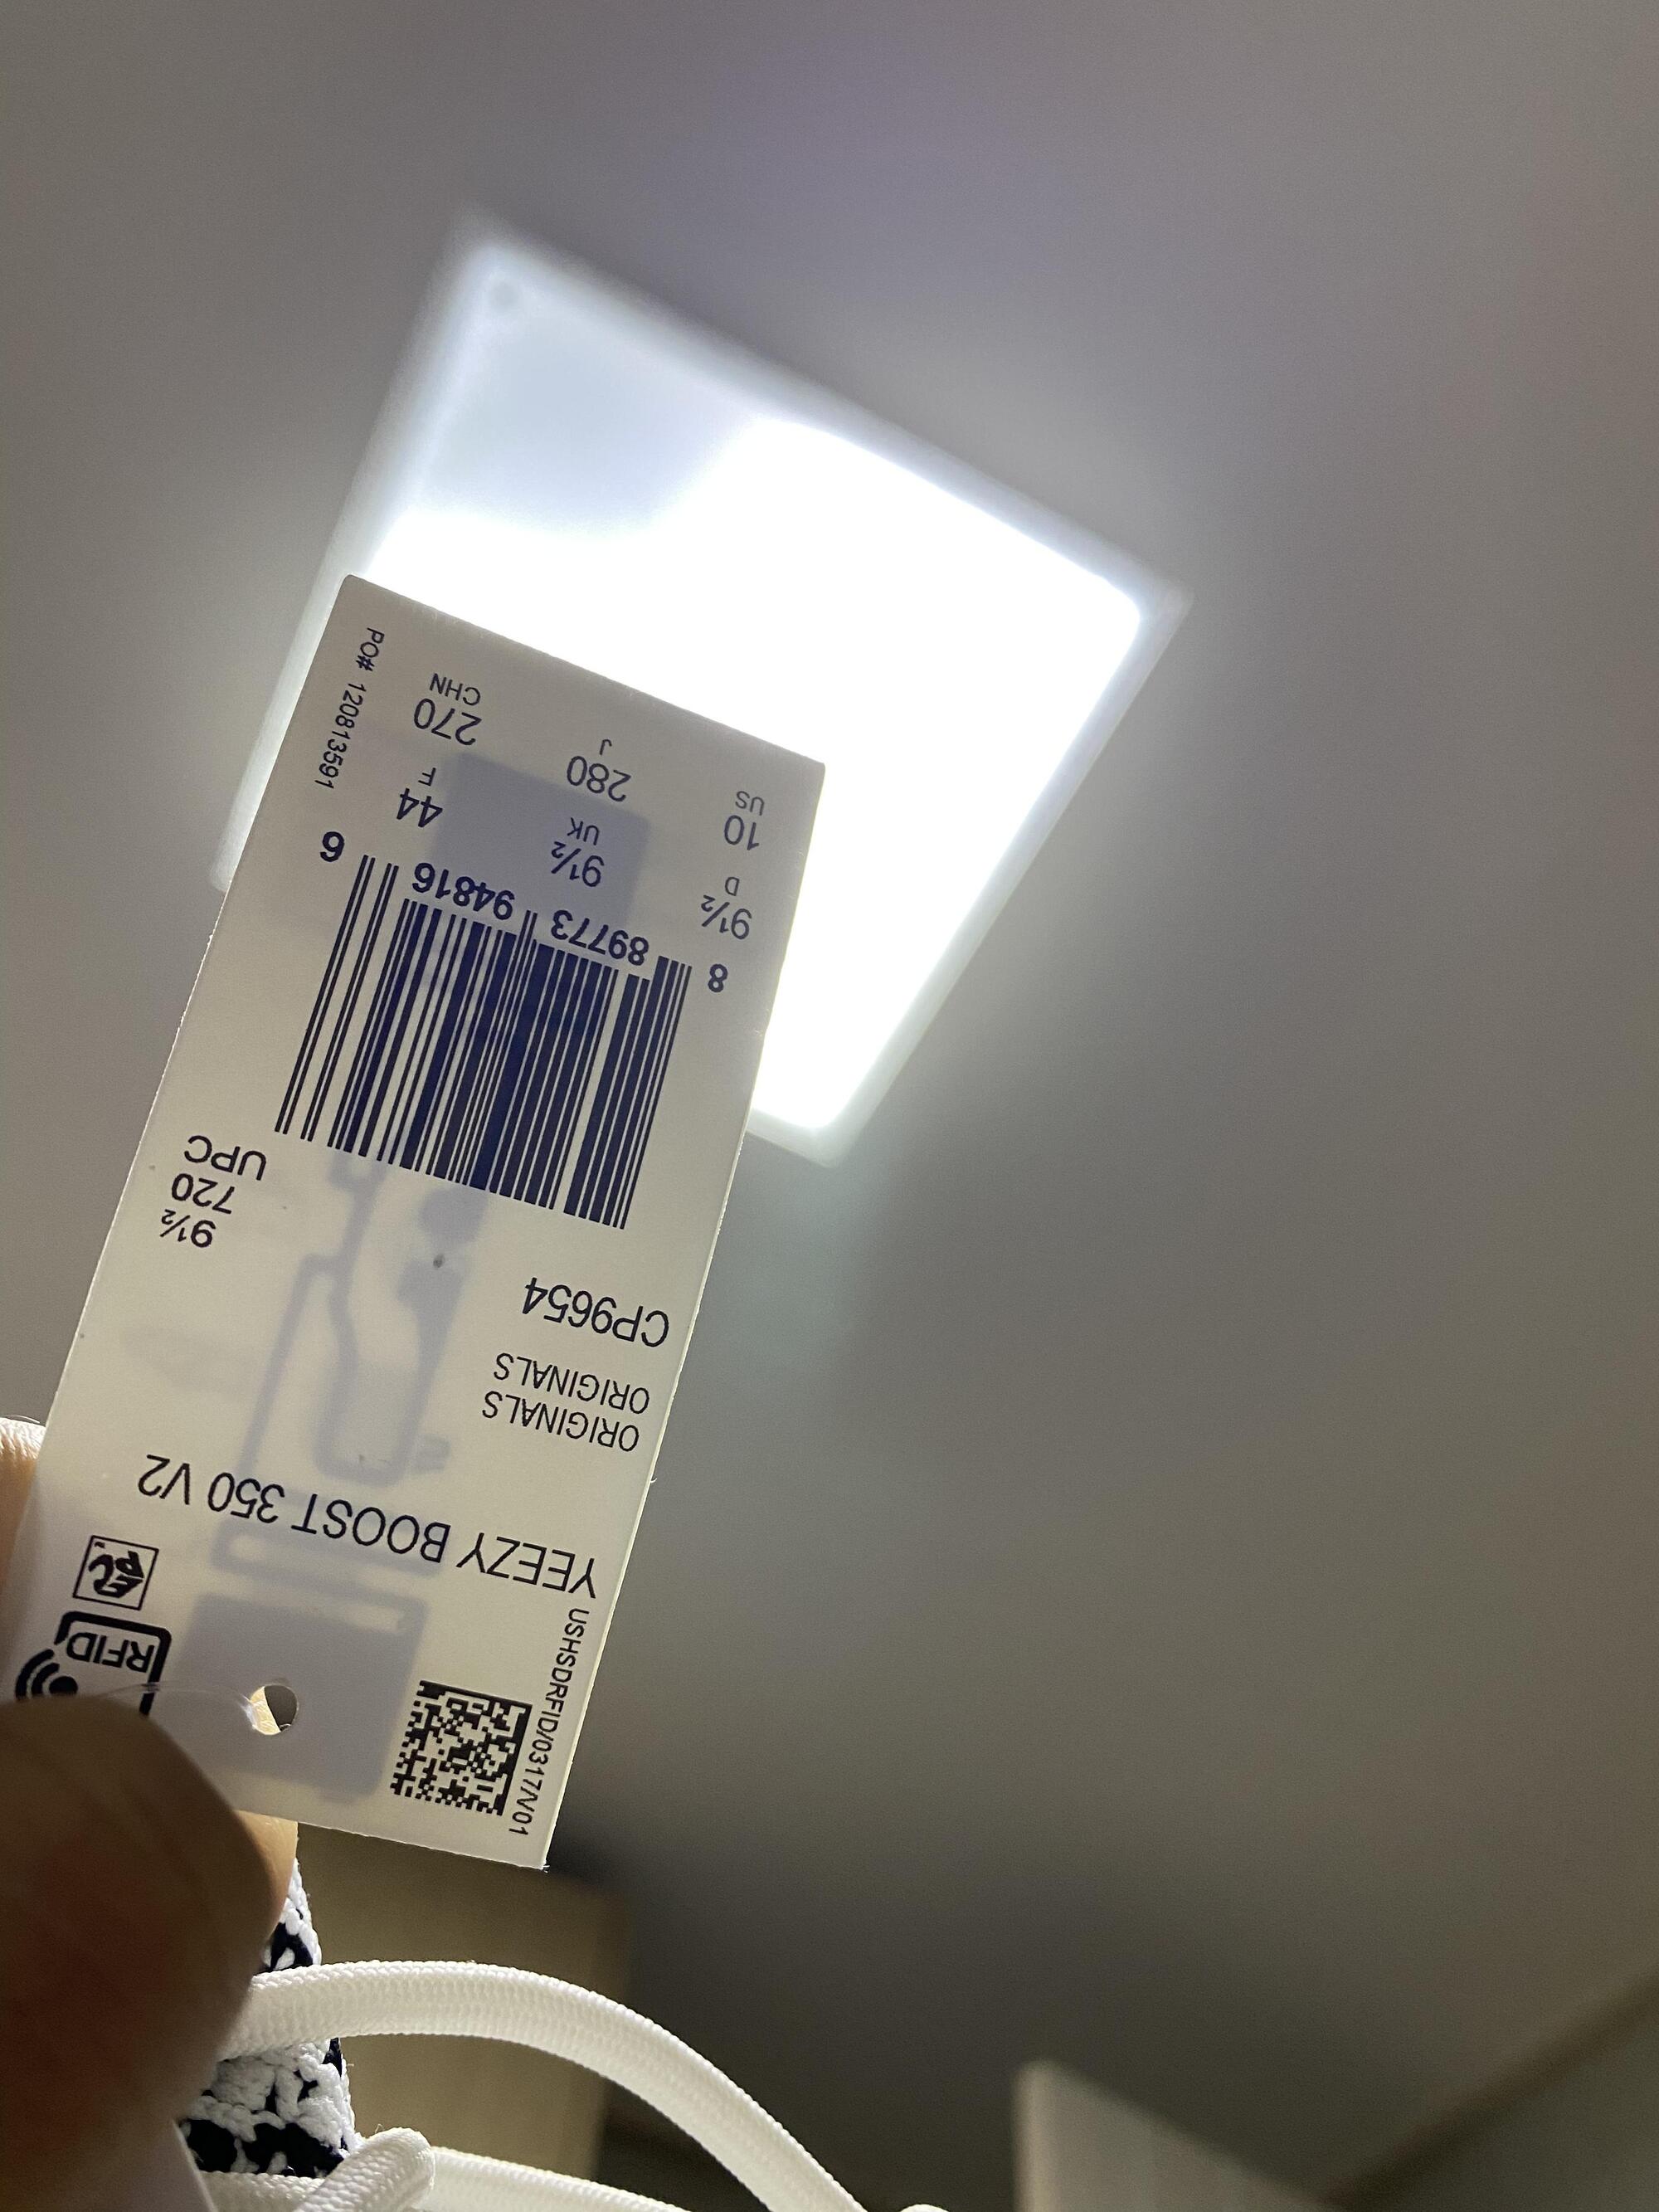 USHSDRFID/0317/V01
RFID
YEEZY BOOST 350 V2
ORIGINALS
ORIGINALS
CP9654
9½
720
UPC
8 89773 94816 6
9½ 9½ 44
D UK F
10 280 270
US J CHN
PO# 120813591